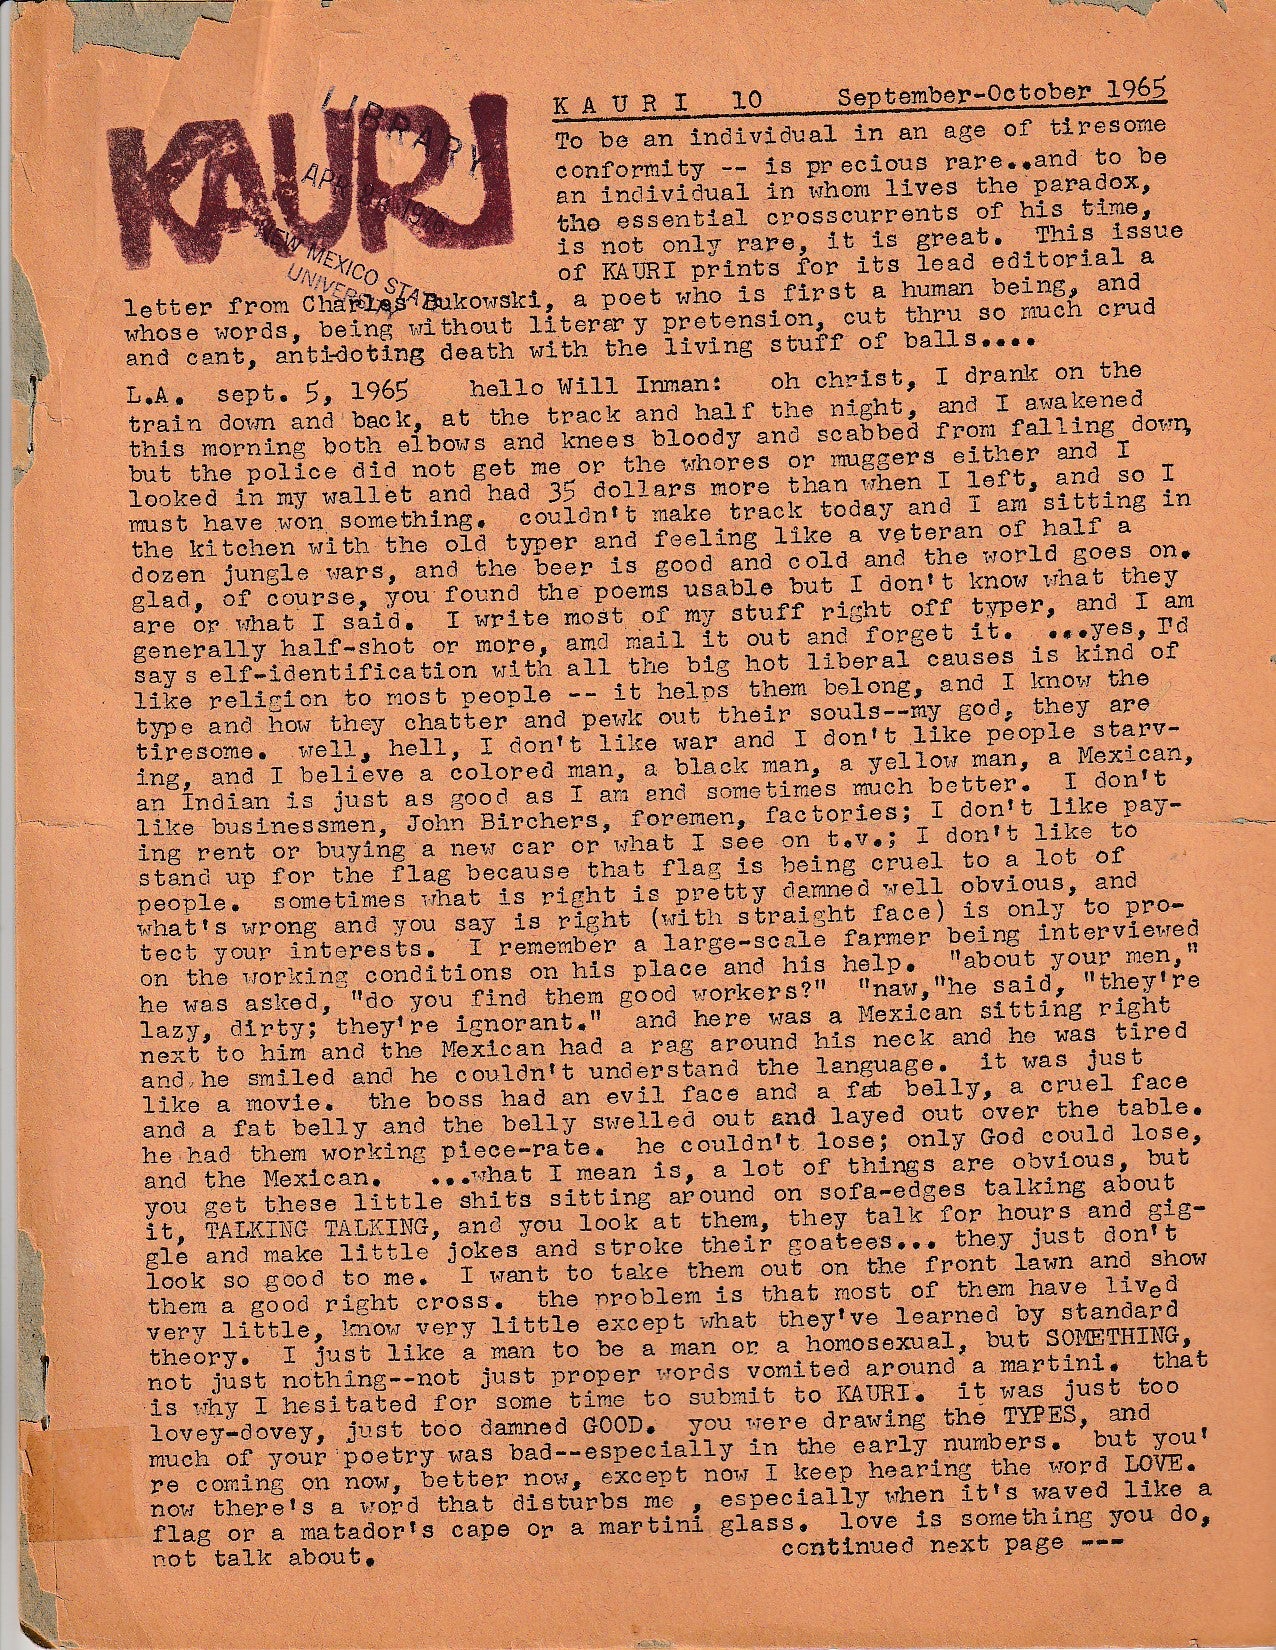 KAURI
LIBRARY
NEW MEXICO STATE
UNIVERSITY
K A U R I 10 September-October 1965
To be an individual in an age of tiresome
conformity -- is pr ecious rare..and to be
an individual in whom lives the paradox,
the essential crosscurrents of his time,
is not only rare, it is great. This issue
of KAURI prints for its lead editorial a
letter from Charles Bukowski, a poet who is first a human being, and
whose words, being without literar y pretension, cut thru so much crud
and cant, anti-doting death with the living stuff of balls....
L.A. sept. 5, 1965 hello Will Inman: oh christ, I drank on the
train down and back, at the track and half the night, and I awakened
this morning both elbows and knees bloody and scabbed from falling down,
but the police did not get me or the whores or muggers either and I
looked in my wallet and had 35 dollars more than when I left, and so I
must have won something. couldn't make track today and I am sitting in
the kitchen with the old typer and feeling like a veteran of half a
dozen jungle wars, and the beer is good and cold and the world goes on.
glad, of course, you found the poems usable but I don't know what they
are or what I said. I write most of my stuff right off typer, and I am
generally half-shot or more, amd mail it out and forget it. ...yes, I'd
say s elf-identification with all the big hot liberal causes is kind of
like religion to most people -- it helps them belong, and I know the
type and how they chatter and pewk out their souls--my god, they are
tiresome. well, hell, I don't like war and I don't like people starv-
ing, and I believe a colored man, a black man, a yellow man, a Mexican,
an Indian is just as good as I am and sometimes much better. I don't
like businessmen, John Birchers, foremen, factories; I don't like pay-
ing rent or buying a new car or what I see on t.v.; I don't like to
stand up for the flag because that flag is being cruel to a lot of
people. sometimes what is right is pretty damned well obvious, and
what's wrong and you say is right (with straight face) is only to pro-
tect your interests. I remember a large-scale farmer being interviewed
on the working conditions on his place and his help. "about your men,"
he was asked, "do you find them good workers?" "naw,"he said, "they're
lazy, dirty; they're ignorant." and here was a Mexican sitting right
next to him and the Mexican had a rag around his neck and he was tired
and he smiled and he couldn't understand the language. it was just
like a movie. the boss had an evil face and a fat belly, a cruel face
and a fat belly and the belly swelled out and layed out over the table.
he had them working piece-rate. he couldn't lose; only God could lose,
and the Mexican. ...what I mean is, a lot of things are obvious, but
you get these little shits sitting around on sofa-edges talking about
it, TALKING TALKING, and you look at them, they talk for hours and gig-
gle and make little jokes and stroke their goatees... they just don't
look so good to me. I want to take them out on the front lawn and show
them a good right cross. the problem is that most of them have lived
very little, know very little except what they've learned by standard
theory. I just like a man to be a man or a homosexual, but SOMETHING,
not just nothing--not just proper words vomited around a martini. that
is why I hesitated for some time to submit to KAURI. it was just too
lovey-dovey, just too damned GOOD. you were drawing the TYPES, and
much of your poetry was bad--especially in the early numbers. but you'
re coming on now, better now, except now I keep hearing the word LOVE.
now there's a word that disturbs me , especially when it's waved like a
flag or a matador's cape or a martini glass. love is something you do,
not talk about. continued next page ---